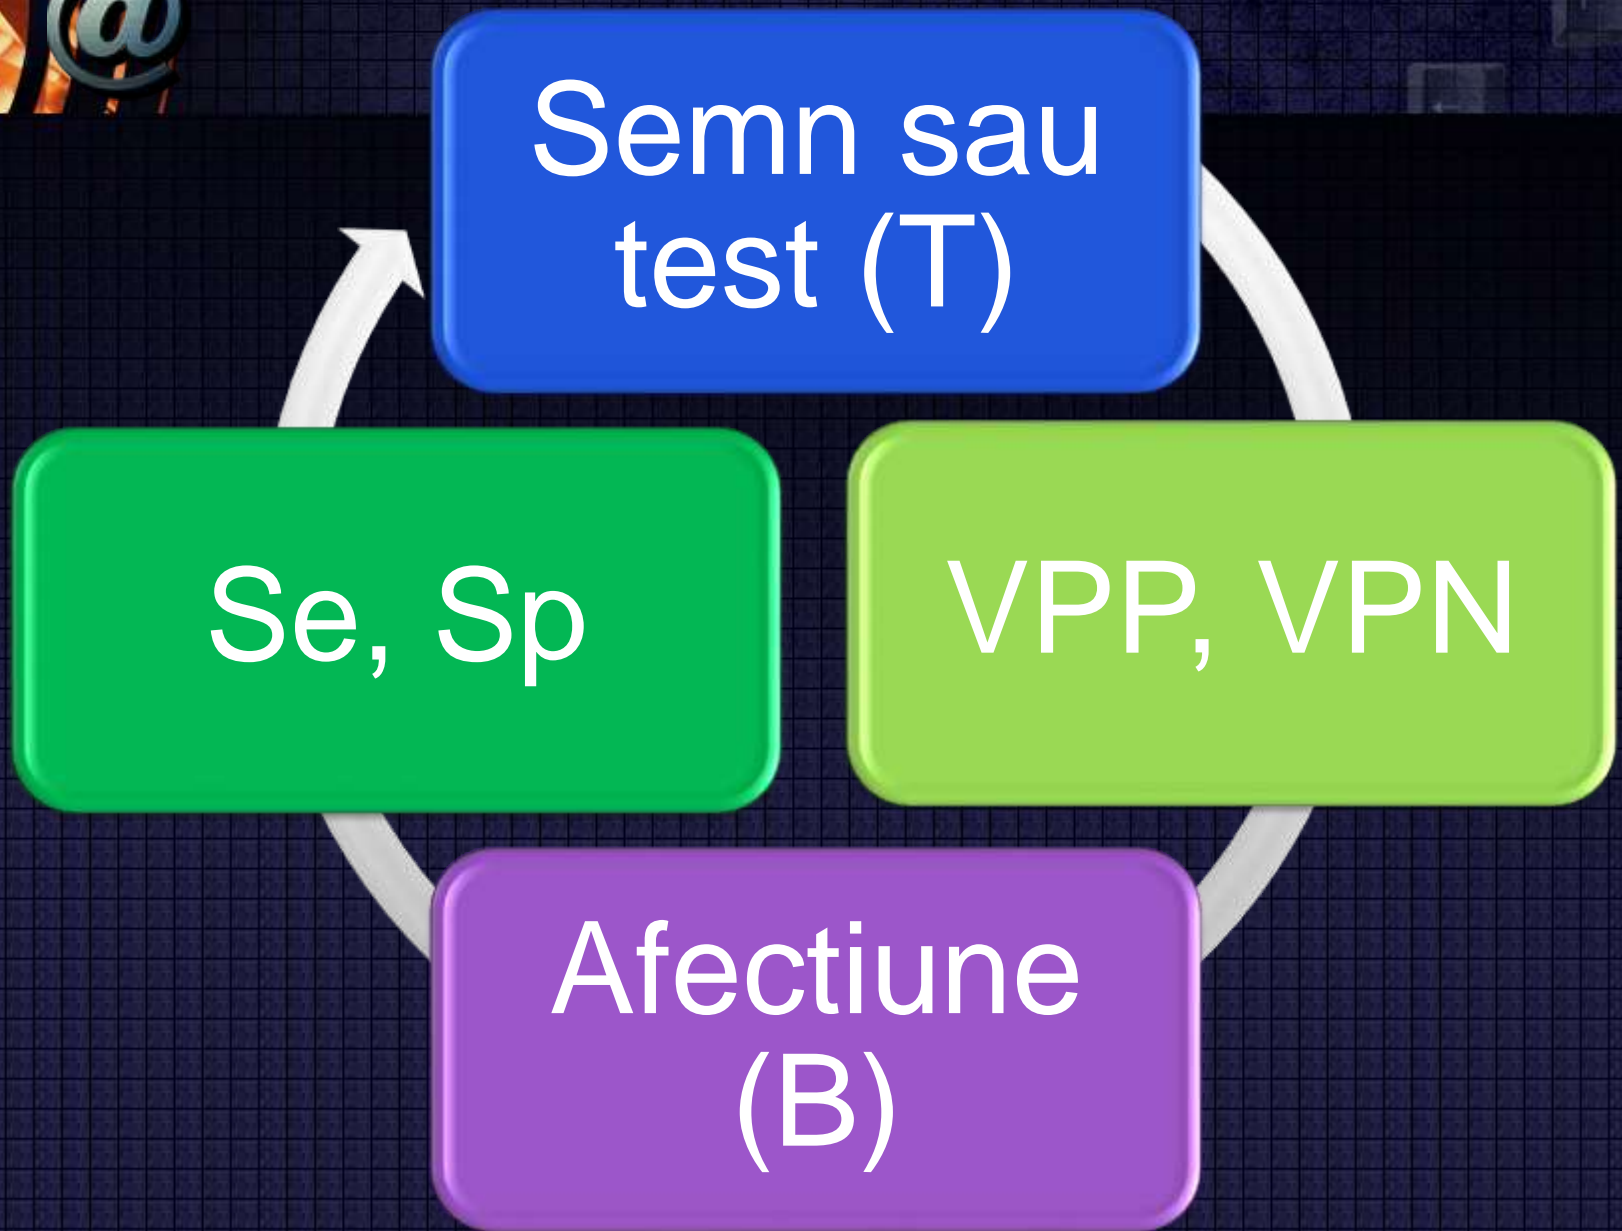 @
Semn sau
test (T)
Se, Sp
VPP, VPN
Afectiune
(B)